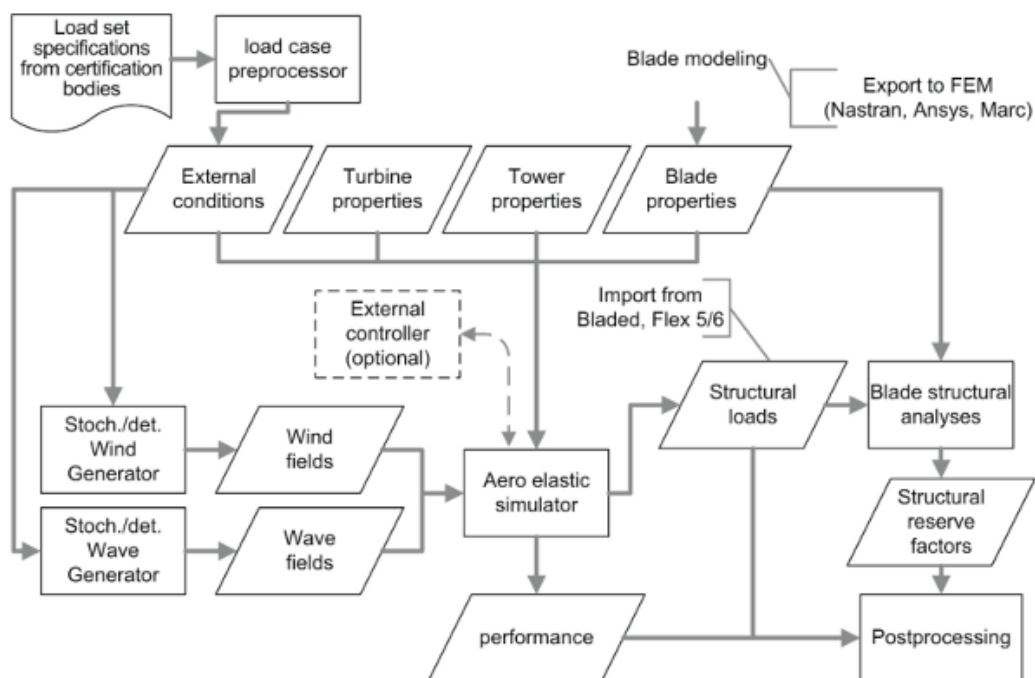 Load set
specifications
from certification
bodies
load case
preprocessor
Blade modeling
Export to FEM
(Nastran, Ansys, Marc)
External
conditions
Turbine
properties
Tower
properties
Blade
properties
External
controller
(optional)
Import from
Bladed, Flex 5/6
Structural
loads
Blade structural
analyses
Stoch./det.
Wind
Generator
Wind
fields
Aero elastic
simulator
Stoch./det.
Wave
Generator
Wave
fields
Structural
reserve
factors
performance
Postprocessing